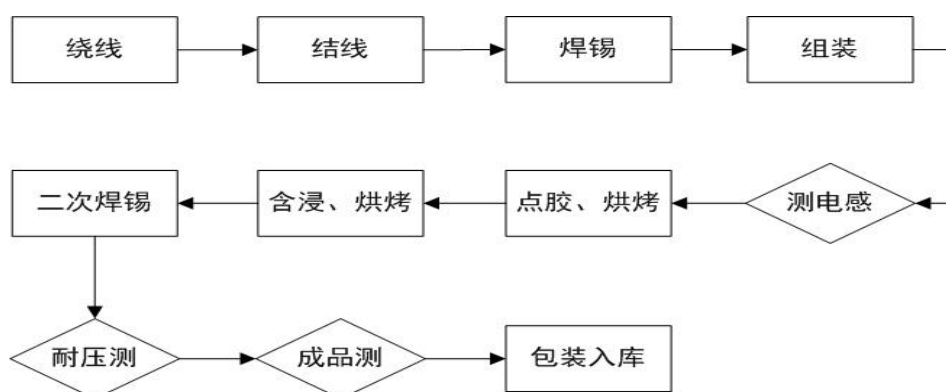 绕线
结线
焊锡
组装
二次焊锡
含浸、烘烤
点胶、烘烤
测电感
耐压测
成品测
包装入库